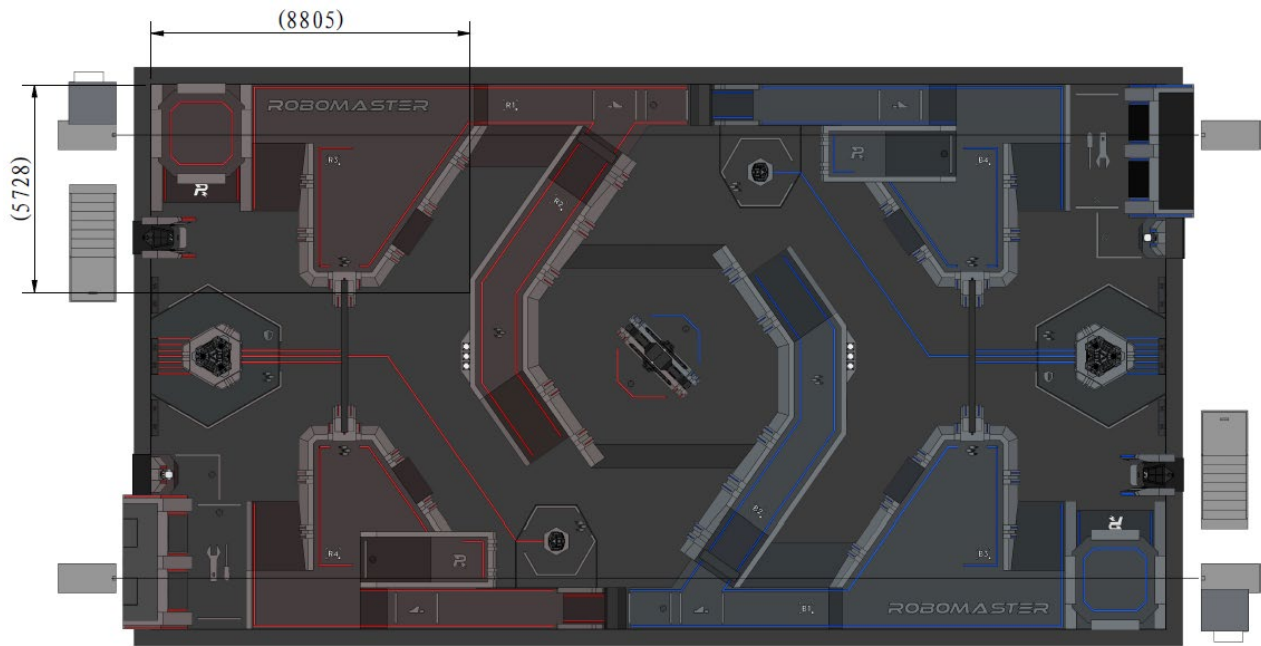 (8805)
(5728)
ROBOMASTER
R1
R3
R2
R
B4
R4
R
B2
B3
R
B1
ROBOMASTER